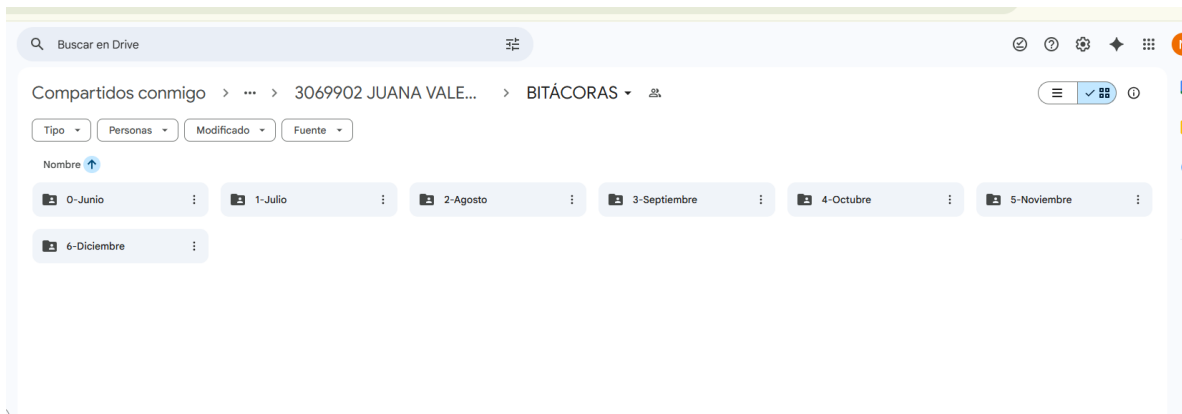 Buscar en Drive
Compartidos conmigo > ... > 3069902 JUANA VALE... > BITÁCORAS
Tipo Personas Modificado Fuente
Nombre
0-Junio 1-Julio 2-Agosto 3-Septiembre 4-Octubre 5-Noviembre
6-Diciembre